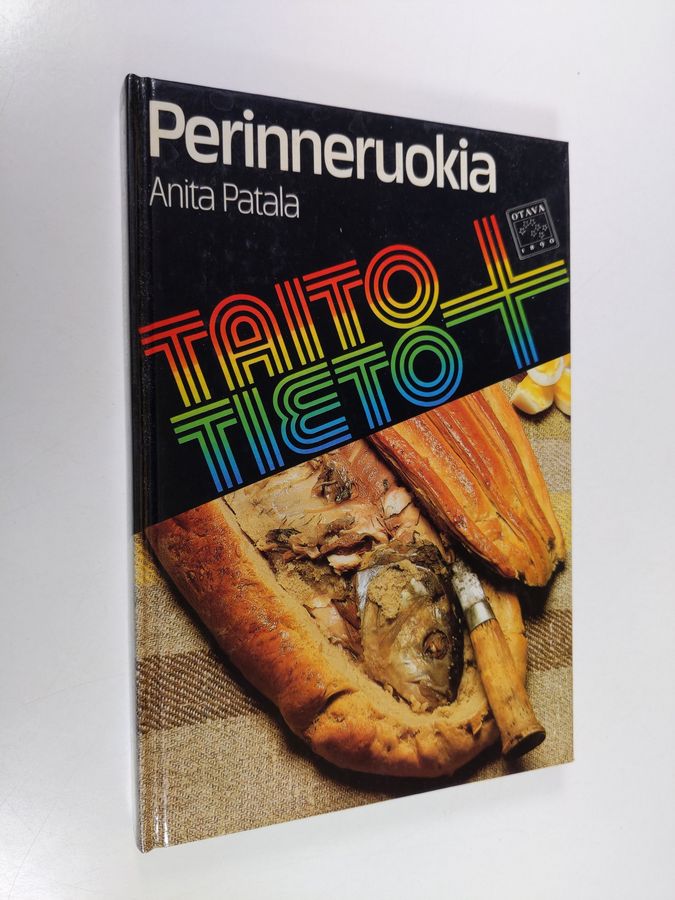 Perinneruokia
Anita Patala
OTAVA
1890
TAITO
TIETO
+